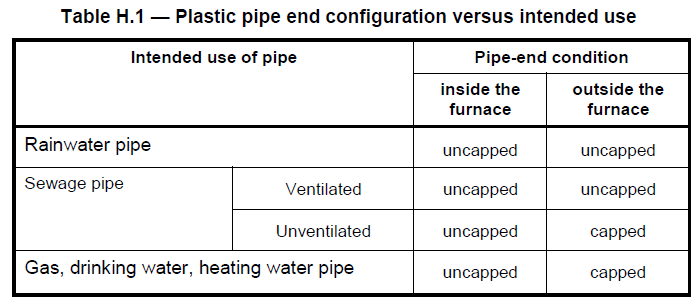 Table H.1 — Plastic pipe end configuration versus intended use
Intended use of pipe
Pipe-end condition
inside the
furnace
outside the
furnace
Rainwater pipe
uncapped
uncapped
Sewage pipe
Ventilated
uncapped
uncapped
Unventilated
uncapped
capped
Gas, drinking water, heating water pipe
uncapped
capped